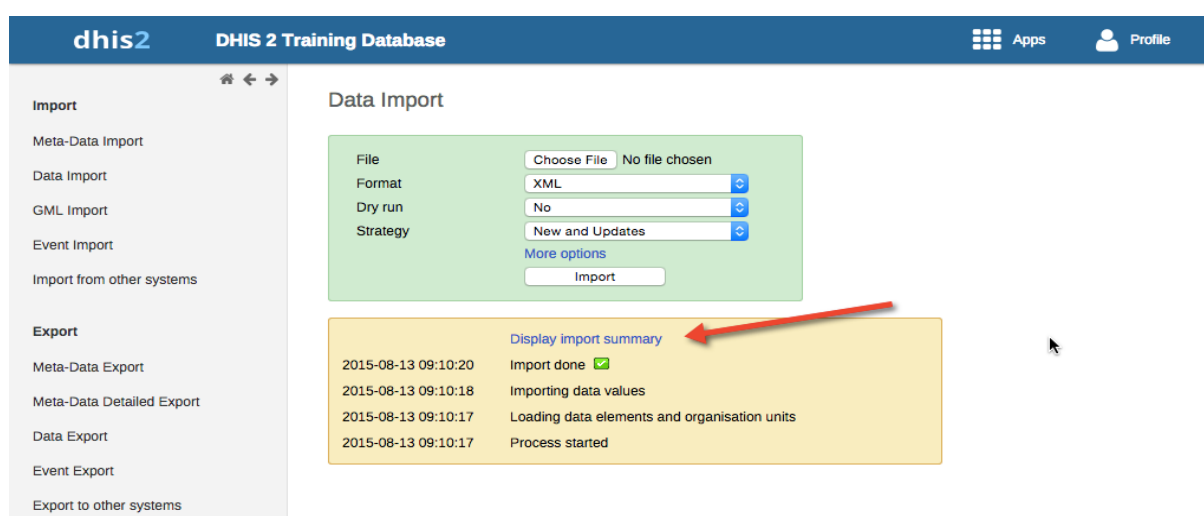 dhis2 DHIS 2 Training Database Apps Profile
Import
Meta-Data Import
Data Import
GML Import
Event Import
Import from other systems
Export
Meta-Data Export
Meta-Data Detailed Export
Data Export
Event Export
Export to other systems
Data Import
File Choose File No file chosen
Format XML
Dry run No
Strategy New and Updates
More options
Import
Display import summary
2015-08-13 09:10:20 Import done
2015-08-13 09:10:18 Importing data values
2015-08-13 09:10:17 Loading data elements and organisation units
2015-08-13 09:10:17 Process started